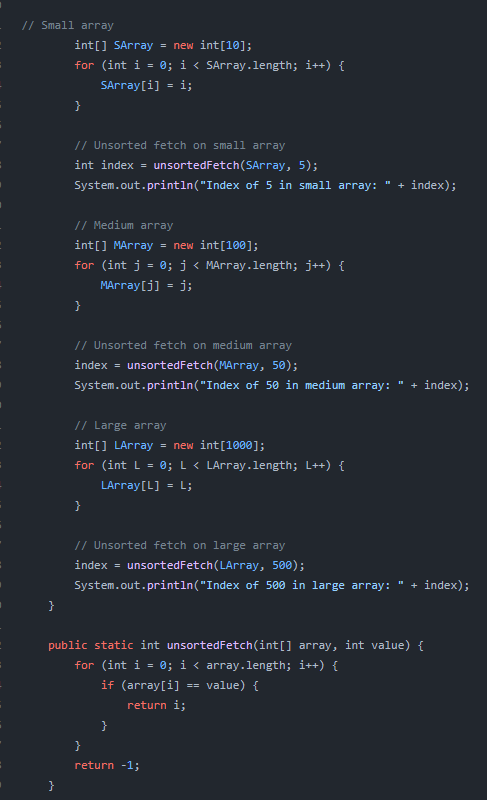 // Small array
int[] SArray = new int[10];
for (int i = 0; i < SArray.length; i++) {
SArray[i] = i;
}
// Unsorted fetch on small array
int index = unsortedFetch(SArray, 5);
System.out.println("Index of 5 in small array: " + index);
// Medium array
int[] MArray = new int[100];
for (int j = 0; j < MArray.length; j++) {
MArray[j] = j;
}
// Unsorted fetch on medium array
index = unsortedFetch(MArray, 50);
System.out.println("Index of 50 in medium array: " + index);
// Large array
int[] LArray = new int[1000];
for (int L = 0; L < LArray.length; L++) {
LArray[L] = L;
}
// Unsorted fetch on large array
index = unsortedFetch(LArray, 500);
System.out.println("Index of 500 in large array: " + index);
}
public static int unsortedFetch(int[] array, int value) {
for (int i = 0; i < array.length; i++) {
if (array[i] == value) {
return i;
}
}
return -1;
}